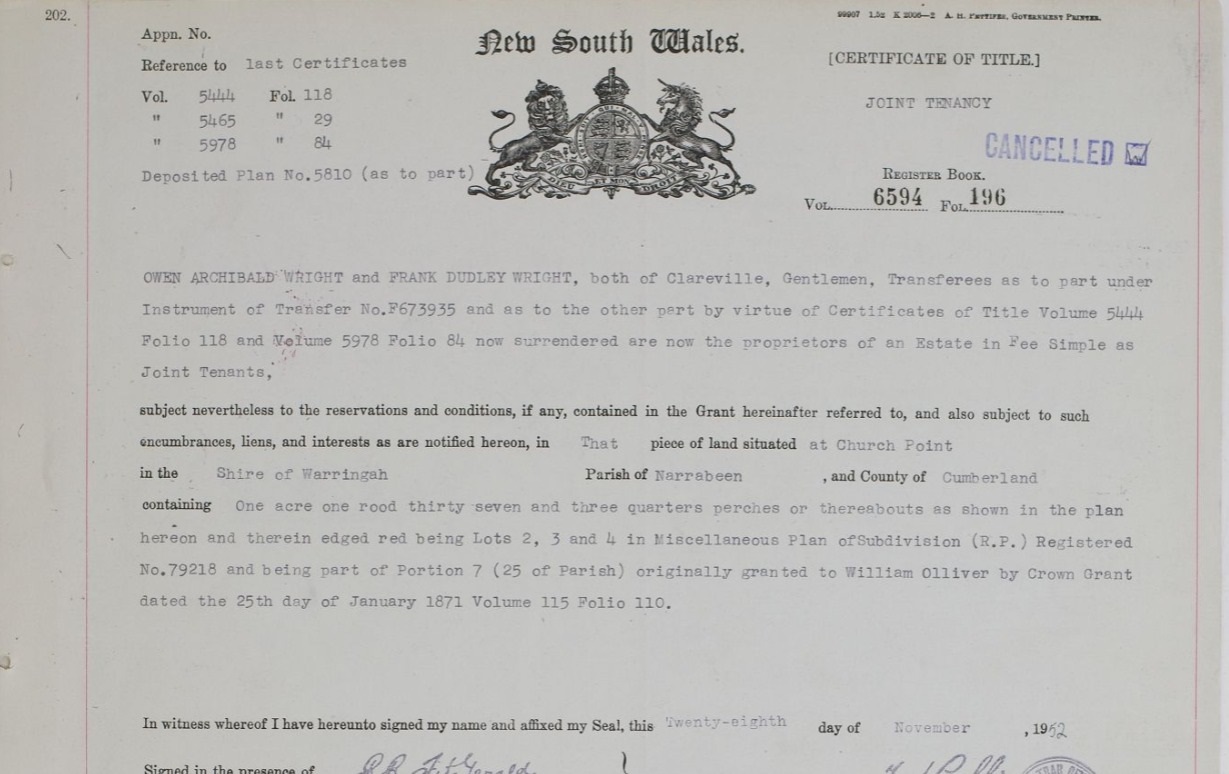 202.
99907 1.52 K 2006—2 A. H. PETTIFER, GOVERNMENT PRINTER.
Appn. No.
New South Wales.
[CERTIFICATE OF TITLE.]
Reference to last Certificates
Vol. 5444 Fol. 118
" 5465 " 29
" 5978 " 84
Deposited Plan No.5810 (as to part)
JOINT TENANCY
CANCELLED
REGISTER BOOK.
VOL. 6594 FOL. 196
DIEU ET MON DROIT
OWEN ARCHIBALD WRIGHT and FRANK DUDLEY WRIGHT, both of Clareville, Gentlemen, Transferees as to part under
Instrument of Transfer No.F673935 and as to the other part by virtue of Certificates of Title Volume 5444
Folio 118 and Volume 5978 Folio 84 now surrendered are now the proprietors of an Estate in Fee Simple as
Joint Tenants,
subject nevertheless to the reservations and conditions, if any, contained in the Grant hereinafter referred to, and also subject to such
encumbrances, liens, and interests as are notified hereon, in That piece of land situated at Church Point
in the Shire of Warringah Parish of Narrabeen , and County of Cumberland
containing One acre one rood thirty seven and three quarters perches or thereabouts as shown in the plan
hereon and therein edged red being Lots 2, 3 and 4 in Miscellaneous Plan ofSubdivision (R.P.) Registered
No.79218 and being part of Portion 7 (25 of Parish) originally granted to William Olliver by Crown Grant
dated the 25th day of January 1871 Volume 115 Folio 110.
In witness whereof I have hereunto signed my name and affixed my Seal, this Twenty-eighth day of November , 1952
Signed in the presence of